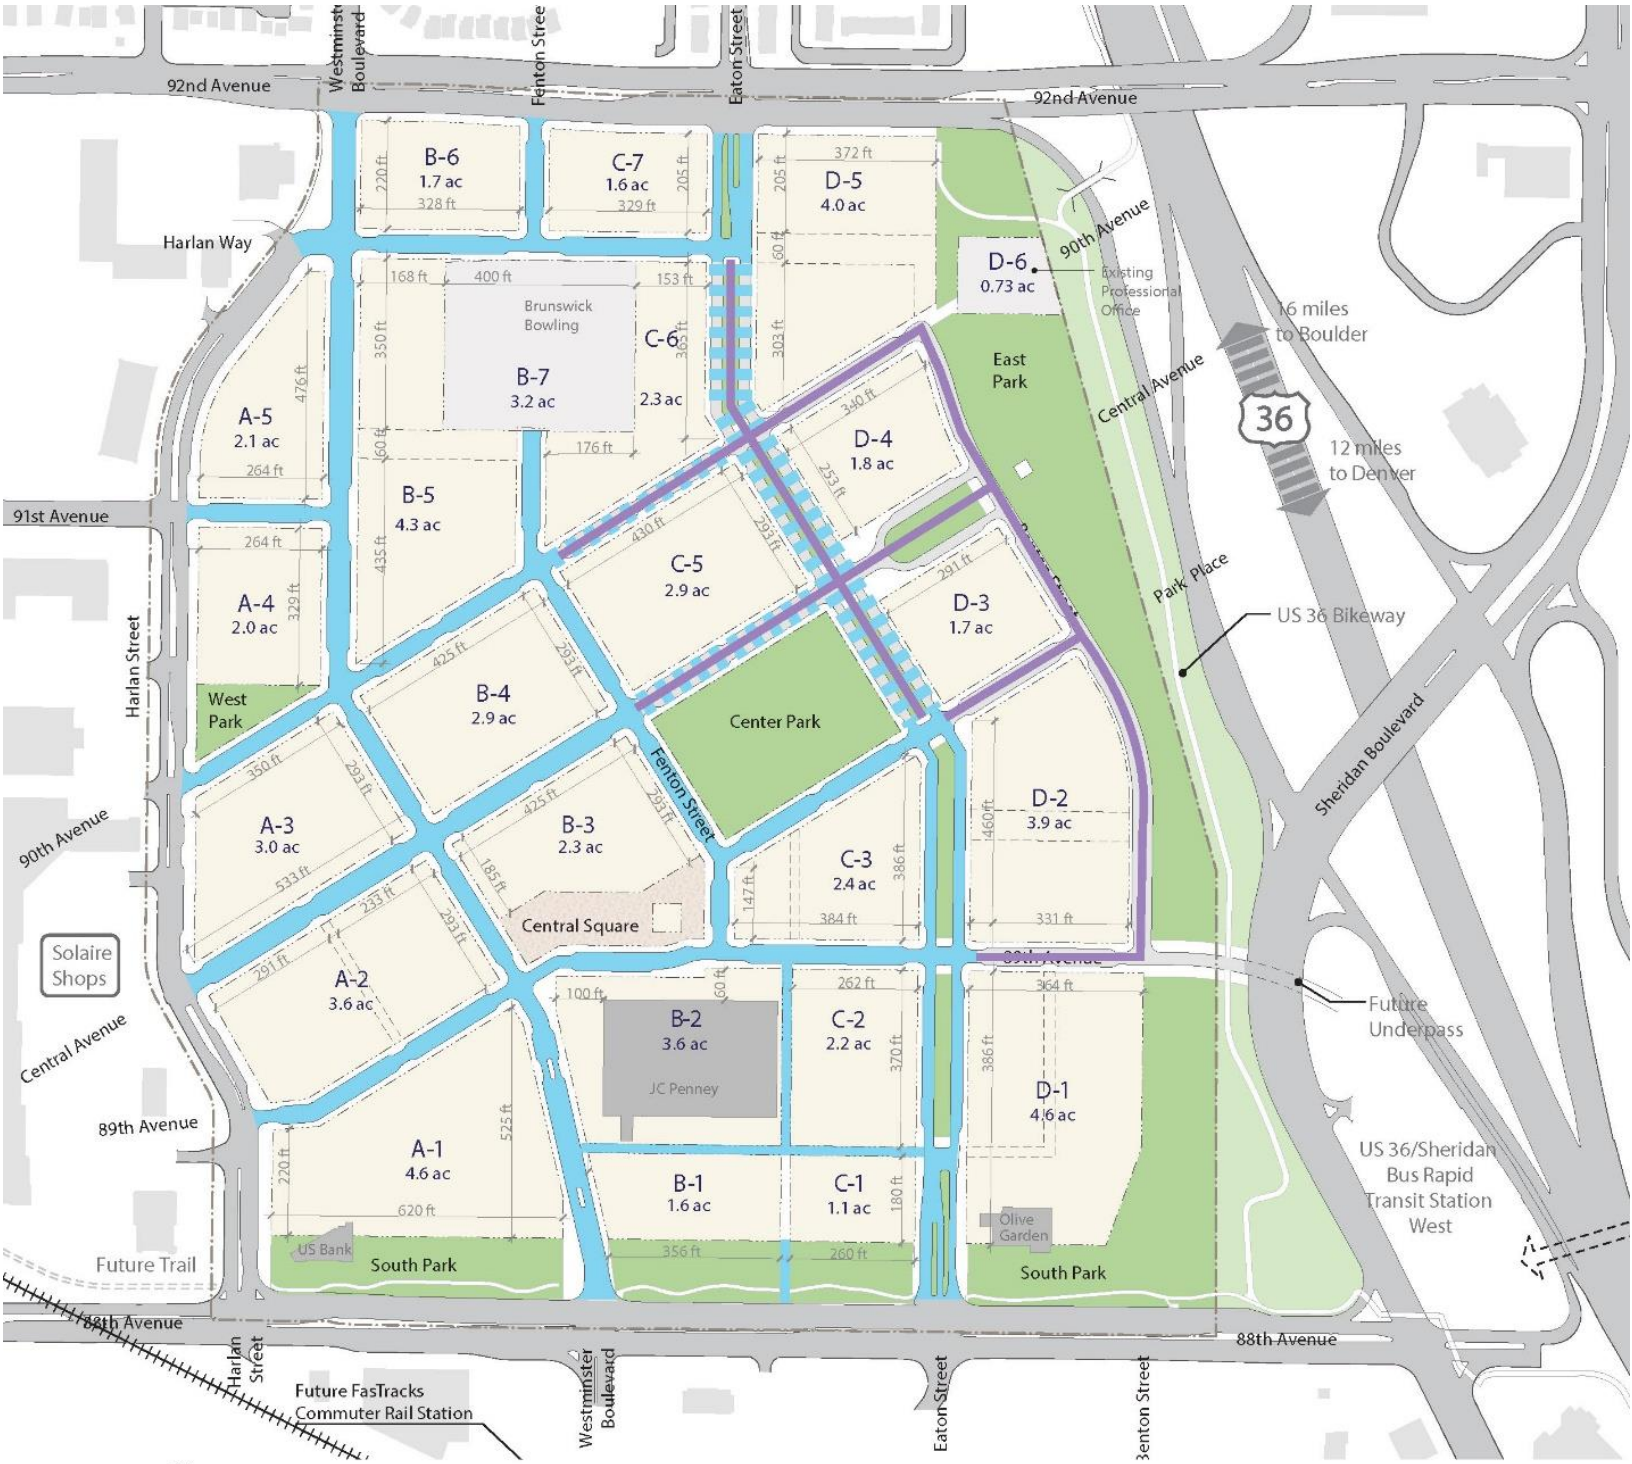 Westminster
Boulevard
Fenton Stree
Eaton Street
92nd Avenue
92nd Avenue
B-6
1.7 ac
220 ft
328 ft
C-7
1.6 ac
205 ft
329 ft
372 ft
205 ft
D-5
4.0 ac
60 ft
303 ft
Harlan Way
90th Avenue
D-6
0.73 ac
Existing
Professional
Office
168 ft
400 ft
153 ft
Brunswick
Bowling
B-7
3.2 ac
C-6
365 ft
2.3 ac
350 ft
60 ft
176 ft
476 ft
A-5
2.1 ac
264 ft
East
Park
Central Avenue
16 miles
to Boulder
36
12 miles
to Denver
340 ft
D-4
1.8 ac
253 ft
B-5
4.3 ac
435 ft
91st Avenue
264 ft
A-4
2.0 ac
329 ft
430 ft
293 ft
C-5
2.9 ac
291 ft
D-3
1.7 ac
Park Place
US 36 Bikeway
Harlan Street
West
Park
425 ft
293 ft
B-4
2.9 ac
Center Park
Sheridan Boulevard
350 ft
293 ft
A-3
3.0 ac
533 ft
425 ft
293 ft
B-3
2.3 ac
185 ft
Fenton Street
D-2
3.9 ac
460ft
331 ft
C-3
2.4 ac
386 ft
147 ft
384 ft
90th Avenue
233 ft
293 ft
291 ft
A-2
3.6 ac
Central Square
89th Avenue
Solaire
Shops
100 ft
60 ft
262 ft
364 ft
B-2
3.6 ac
JC Penney
C-2
2.2 ac
370 ft
386 ft
D-1
4.6 ac
Future
Underpass
Central Avenue
89th Avenue
525 ft
A-1
4.6 ac
220 ft
620 ft
B-1
1.6 ac
C-1
1.1 ac
180 ft
US 36/Sheridan
Bus Rapid
Transit Station
West
Olive
Garden
US Bank
South Park
356 ft
260 ft
South Park
Future Trail
88th Avenue
88th Avenue
Harlan
Street
Future FasTracks
Commuter Rail Station
Westminster
Boulevard
Eaton Street
Benton Street